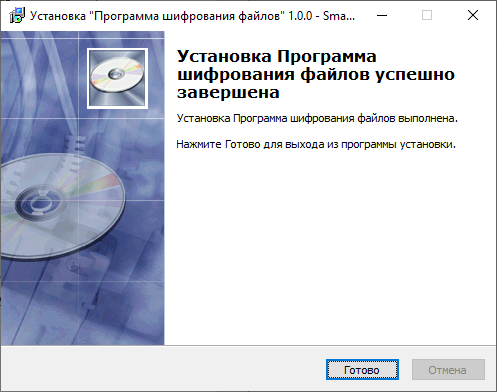 Установка "Программа шифрования файлов" 1.0.0 - Sma...
Установка Программа
шифрования файлов успешно
завершена
Установка Программа шифрования файлов выполнена.
Нажмите Готово для выхода из программы установки.
Готово
Отмена